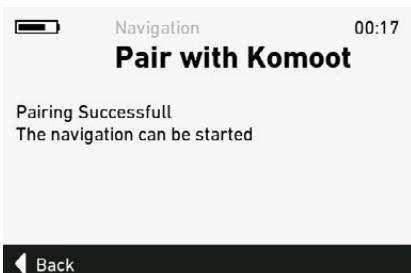 Navigation
00:17
Pair with Komoot
Pairing Successfull
The navigation can be started
Back